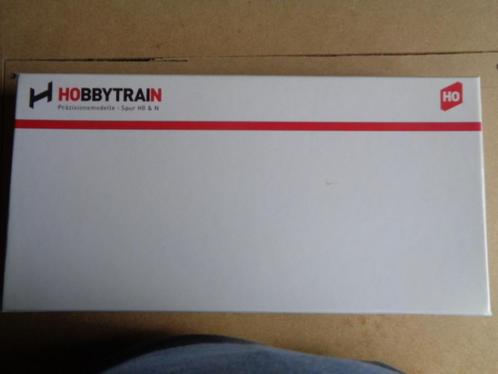 HOBBYTRAIN
Präzisionsmodelle - Spur H0 & N
H0